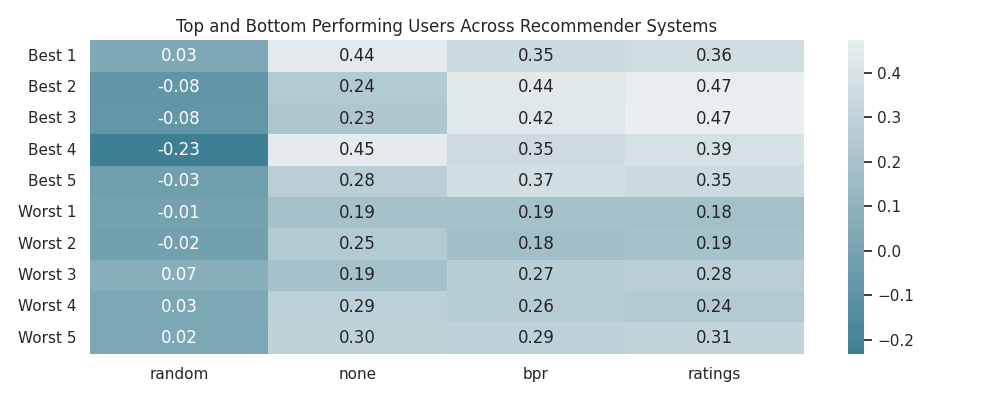 Top and Bottom Performing Users Across Recommender Systems
Best 1 0.03 0.44 0.35 0.36
Best 2 -0.08 0.24 0.44 0.47
Best 3 -0.08 0.23 0.42 0.47
Best 4 -0.23 0.45 0.35 0.39
Best 5 -0.03 0.28 0.37 0.35
Worst 1 -0.01 0.19 0.19 0.18
Worst 2 -0.02 0.25 0.18 0.19
Worst 3 0.07 0.19 0.27 0.28
Worst 4 0.03 0.29 0.26 0.24
Worst 5 0.02 0.30 0.29 0.31
random none bpr ratings
0.4
0.3
0.2
0.1
0.0
−0.1
−0.2